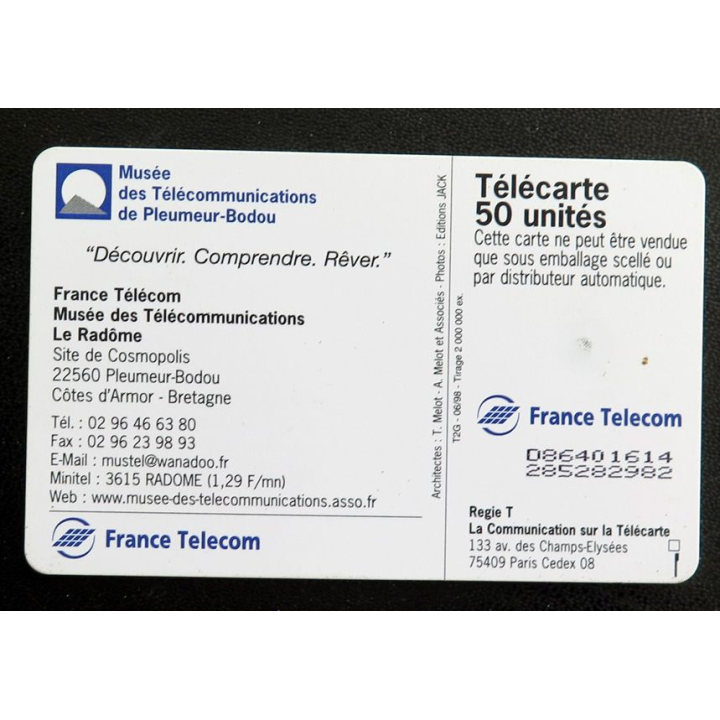 Musée
des Télécommunications
de Pleumeur-Bodou
“Découvrir. Comprendre. Rêver.”
France Télécom
Musée des Télécommunications
Le Radôme
Site de Cosmopolis
22560 Pleumeur-Bodou
Côtes d'Armor - Bretagne
Tél. : 02 96 46 63 80
Fax : 02 96 23 98 93
E-Mail : mustel@wanadoo.fr
Minitel : 3615 RADOME (1,29 F/mn)
Web : www.musee-des-telecommunications.asso.fr
France Telecom
Architectes : T. Melot - A. Melot et Associés - Photos : Editions JACK
T2G - 06/98 - Tirage 2 000 000 ex.
Télécarte
50 unités
Cette carte ne peut être vendue
que sous emballage scellé ou
par distributeur automatique.
France Telecom
D86401614
285282982
Regie T
La Communication sur la Télécarte
133 av. des Champs-Elysées
75409 Paris Cedex 08